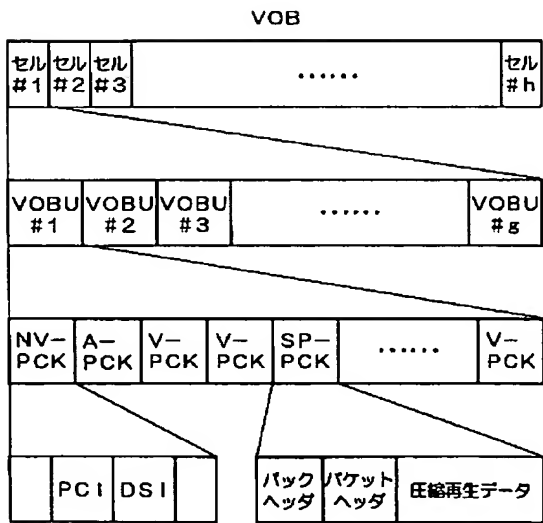 VOB
セル
#1
セル
#2
セル
#3
……
セル
#h
VOBU
#1
VOBU
#2
VOBU
#3
……
VOBU
#g
NV-
PCK
A-
PCK
V-
PCK
V-
PCK
SP-
PCK
……
V-
PCK
PCI
DSI
パック
ヘッダ
パケット
ヘッダ
圧縮再生データ